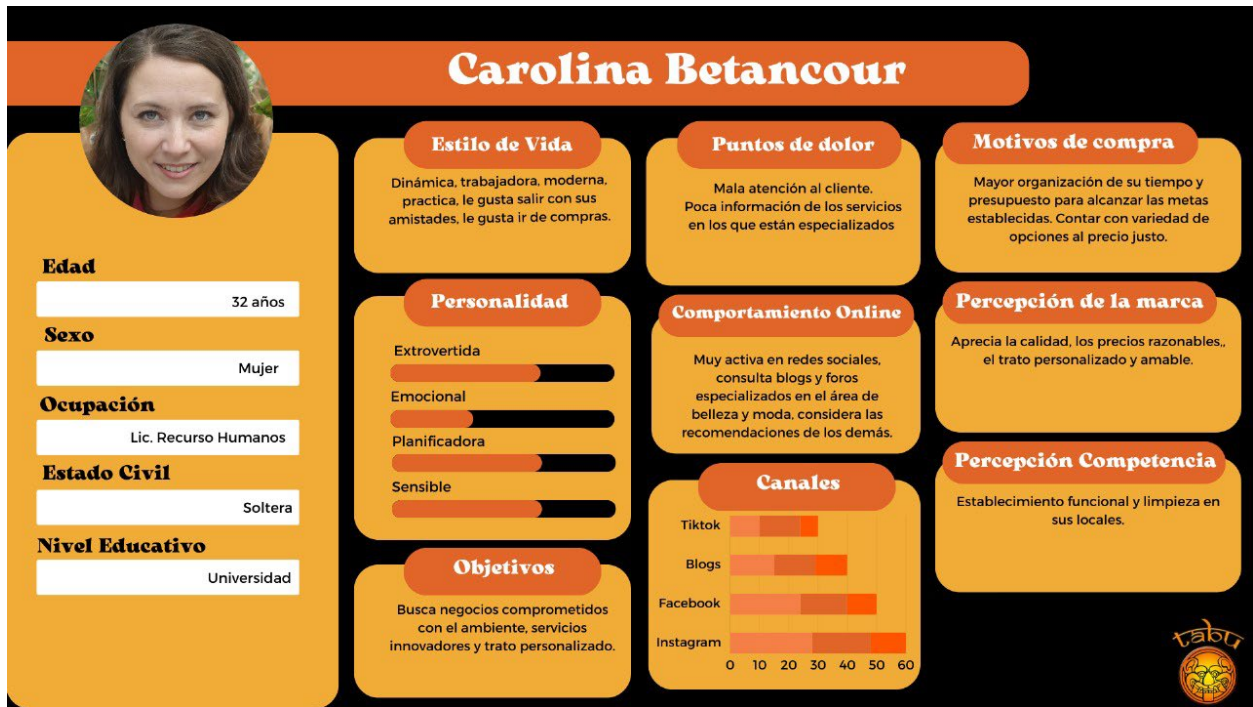 Carolina Betancour
Edad
32 años
Sexo
Mujer
Ocupación
Lic. Recurso Humanos
Estado Civil
Soltera
Nivel Educativo
Universidad
Estilo de Vida
Dinámica, trabajadora, moderna,
practica, le gusta salir con sus
amistades, le gusta ir de compras.
Personalidad
Extrovertida
Emocional
Planificadora
Sensible
Objetivos
Busca negocios comprometidos
con el ambiente, servicios
innovadores y trato personalizado.
Puntos de dolor
Mala atención al cliente.
Poca información de los servicios
en los que están especializados
Comportamiento Online
Muy activa en redes sociales,
consulta blogs y foros
especializados en el área de
belleza y moda, considera las
recomendaciones de los demás.
Canales
Tiktok
Blogs
Facebook
Instagram
0 10 20 30 40 50 60
Motivos de compra
Mayor organización de su tiempo y
presupuesto para alcanzar las metas
establecidas. Contar con variedad de
opciones al precio justo.
Percepción de la marca
Aprecia la calidad, los precios razonables,,
el trato personalizado y amable.
Percepción Competencia
Establecimiento funcional y limpieza en
sus locales.
tabu